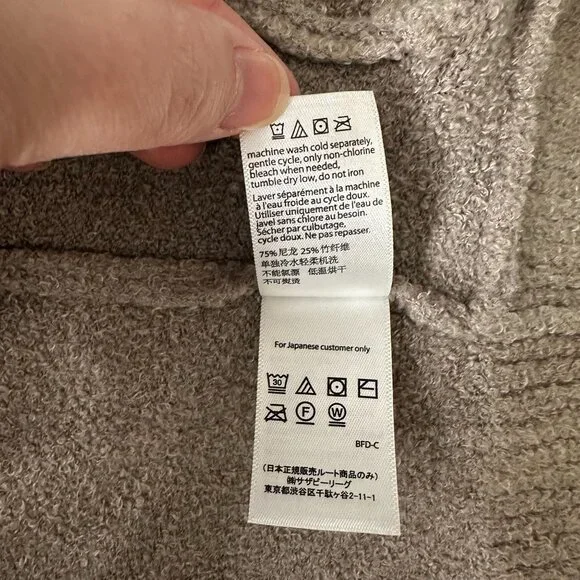 machine wash cold separately,
gentle cycle, only non-chlorine
bleach when needed,
tumble dry low, do not iron
Laver séparément à la machine
à l'eau froide au cycle doux.
Utiliser uniquement de l'eau de
javel sans chlore au besoin.
Sécher par culbutage,
cycle doux. Ne pas repasser.
75%尼龙 25%竹纤维
单独冷水轻柔机洗
不能氯漂 低温烘干
不可熨烫
For Japanese customer only
30
F W
BFD-C
(日本正規販売ルート商品のみ)
㈱サザビーリーグ
東京都渋谷区千駄ヶ谷2-11-1